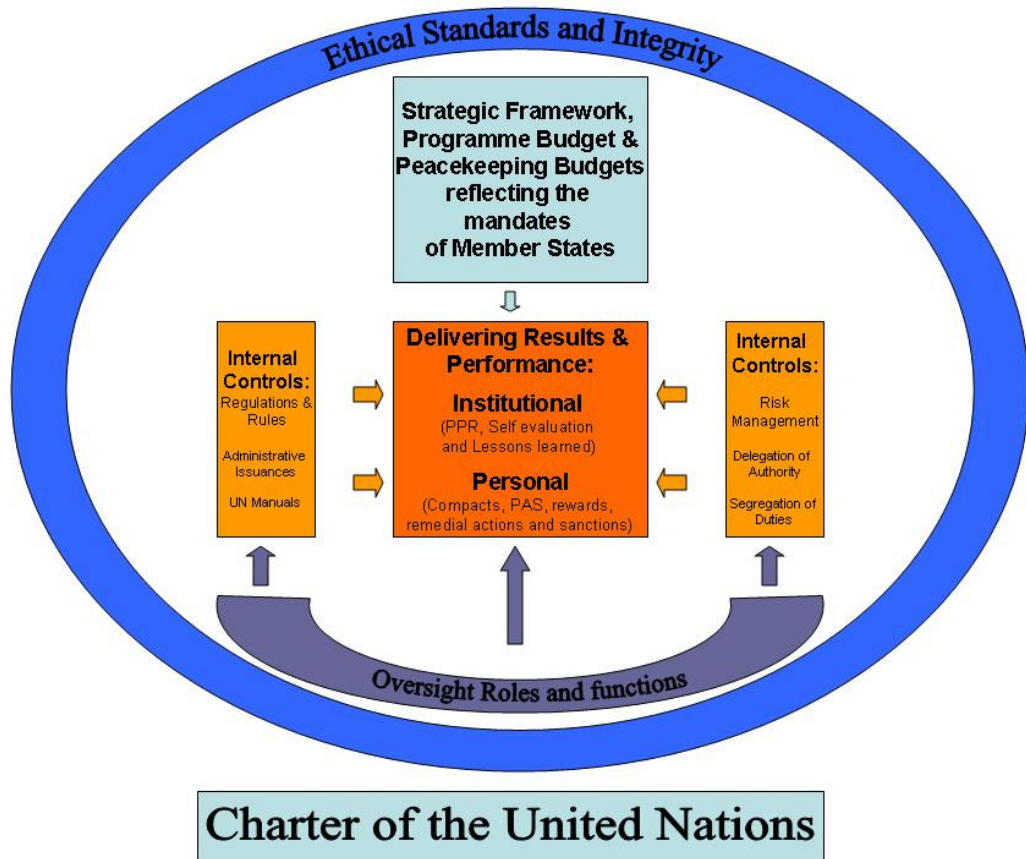 Ethical Standards and Integrity
Strategic Framework,
Programme Budget &
Peacekeeping Budgets
reflecting the
mandates
of Member States
Internal
Controls:
Regulations &
Rules
Administrative
Issuances
UN Manuals
Delivering Results &
Performance:
Institutional
(PPR, Self evaluation
and Lessons learned)
Personal
(Compacts, PAS, rewards,
remedial actions and sanctions)
Internal
Controls:
Risk
Management
Delegation of
Authority
Segregation of
Duties
Oversight Roles and functions
Charter of the United Nations